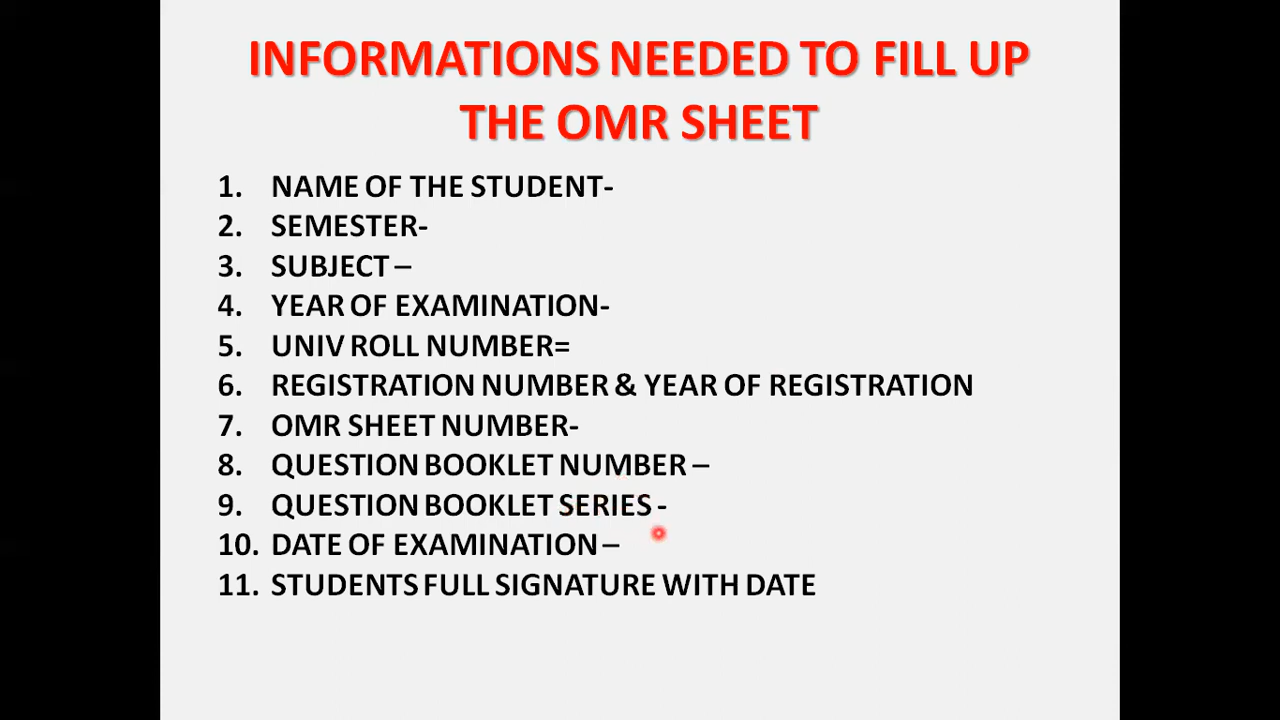 INFORMATIONS NEEDED TO FILL UP
THE OMR SHEET
1. NAME OF THE STUDENT-
2. SEMESTER-
3. SUBJECT –
4. YEAR OF EXAMINATION-
5. UNIV ROLL NUMBER=
6. REGISTRATION NUMBER & YEAR OF REGISTRATION
7. OMR SHEET NUMBER-
8. QUESTION BOOKLET NUMBER –
9. QUESTION BOOKLET SERIES -
10. DATE OF EXAMINATION –
11. STUDENTS FULL SIGNATURE WITH DATE